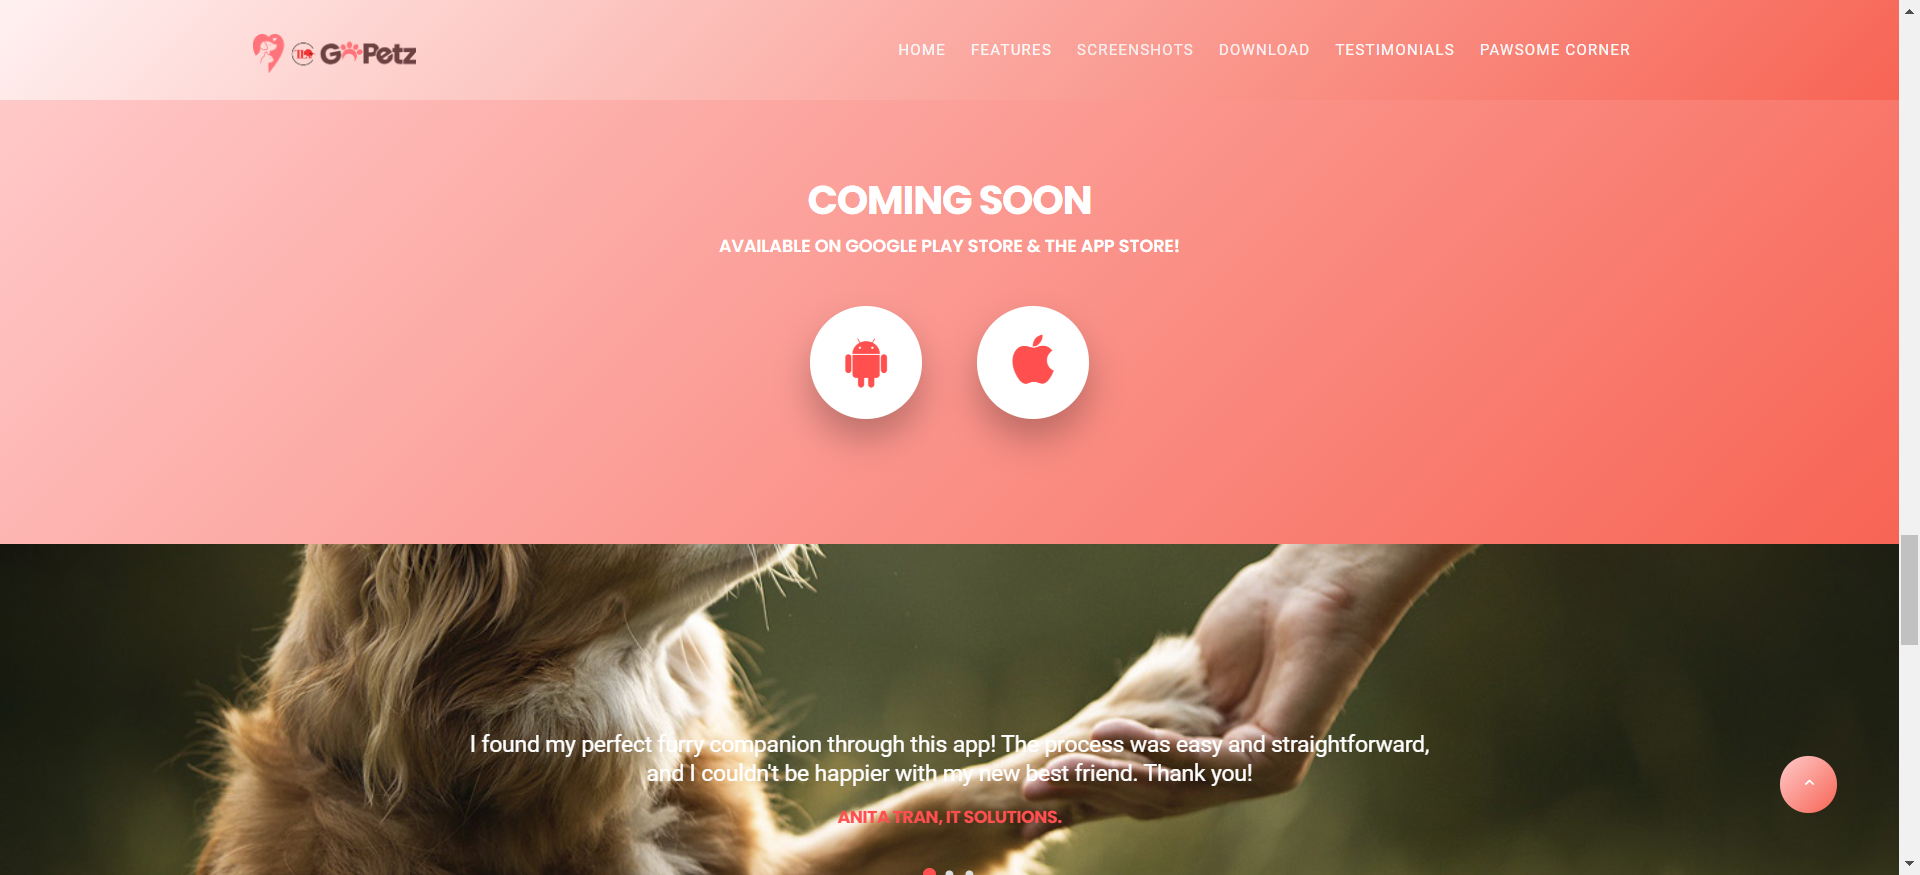 GoPetz
HOME FEATURES SCREENSHOTS DOWNLOAD TESTIMONIALS PAWSOME CORNER
COMING SOON
AVAILABLE ON GOOGLE PLAY STORE & THE APP STORE!
I found my perfect furry companion through this app! The process was easy and straightforward,
and I couldn't be happier with my new best friend. Thank you!
ANITA TRAN, IT SOLUTIONS.